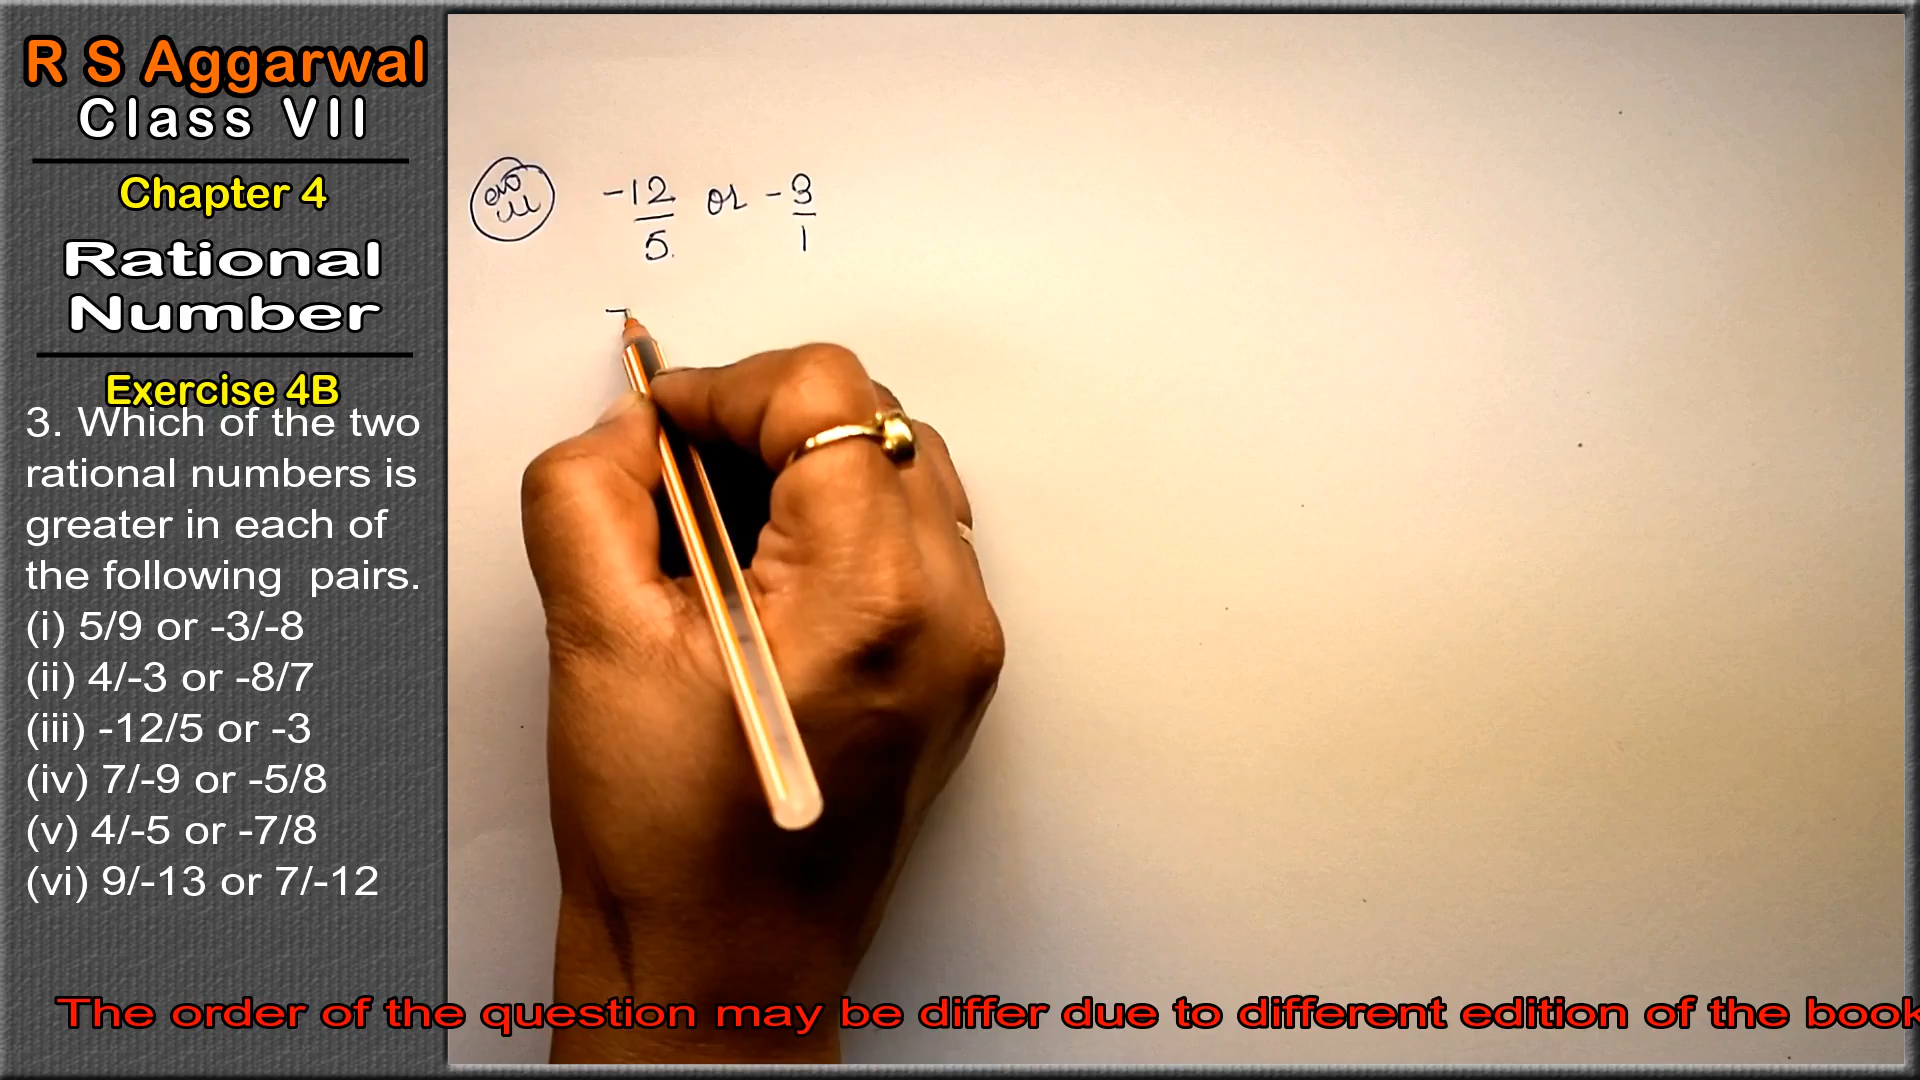 R S Aggarwal
Class VII
Chapter 4
Rational
Number
Exercise 4B
3. Which of the two
rational numbers is
greater in each of
the following pairs.
(i) 5/9 or -3/-8
(ii) 4/-3 or -8/7
(iii) -12/5 or -3
(iv) 7/-9 or -5/8
(v) 4/-5 or -7/8
(vi) 9/-13 or 7/-12
iii
-12/5 or -3/1
-
The order of the question may be differ due to different edition of the book